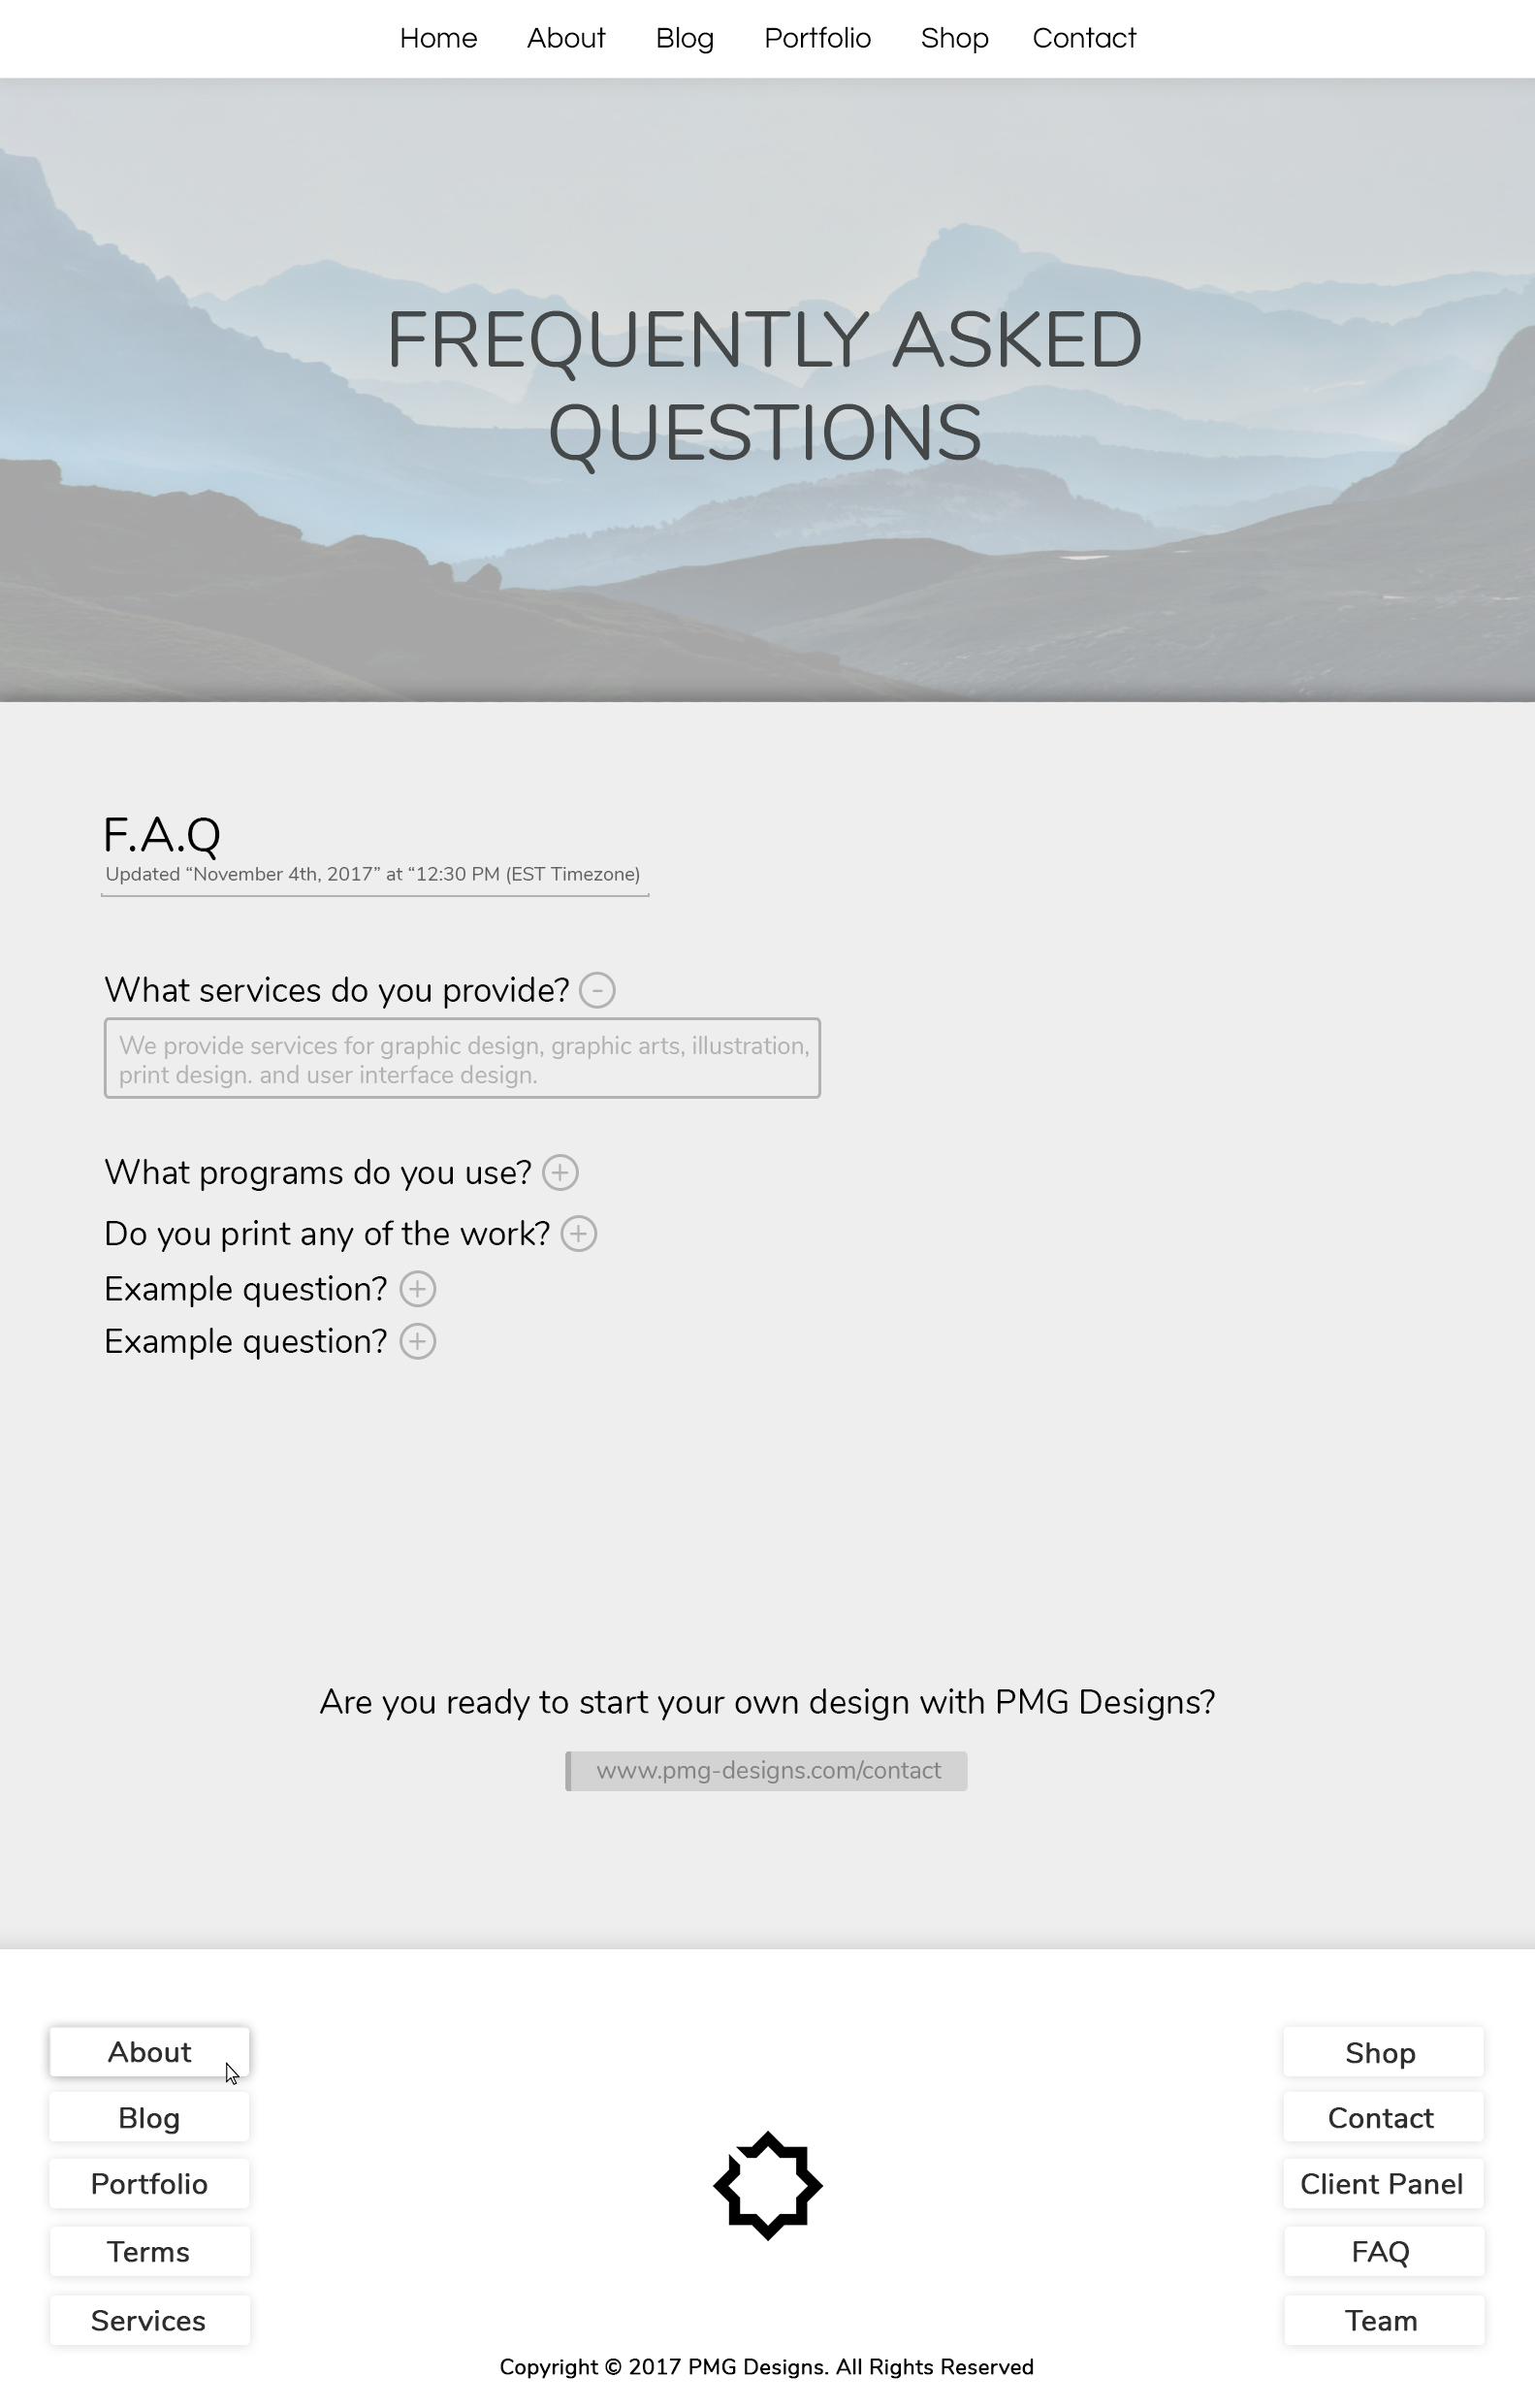 Home About Blog Portfolio Shop Contact
FREQUENTLY ASKED
QUESTIONS
F.A.Q
Updated “November 4th, 2017” at “12:30 PM (EST Timezone)
What services do you provide? -
We provide services for graphic design, graphic arts, illustration,
print design. and user interface design.
What programs do you use? +
Do you print any of the work? +
Example question? +
Example question? +
Are you ready to start your own design with PMG Designs?
www.pmg-designs.com/contact
About
Blog
Portfolio
Terms
Services
Shop
Contact
Client Panel
FAQ
Team
Copyright © 2017 PMG Designs. All Rights Reserved